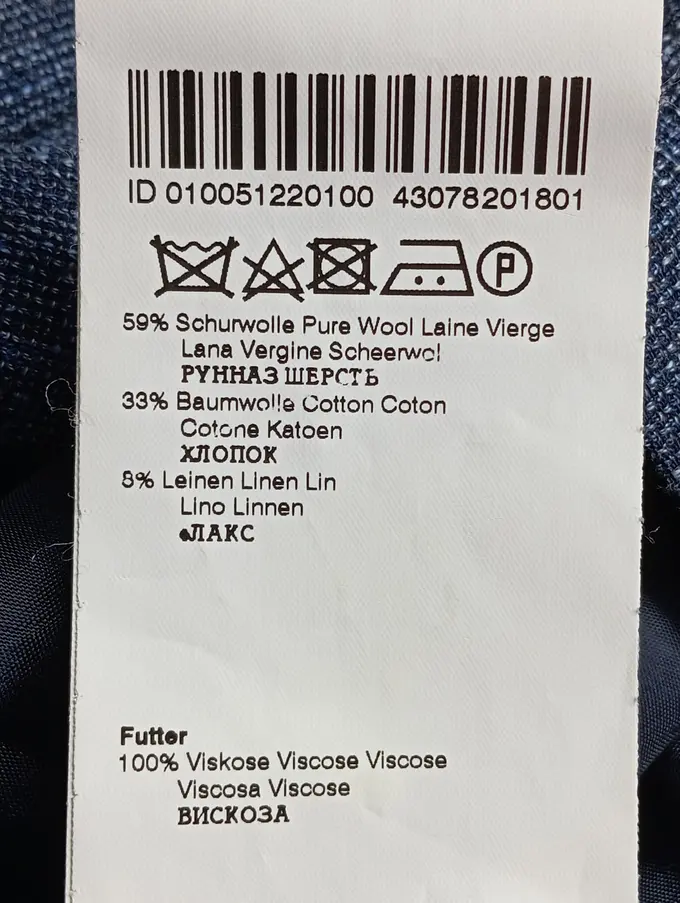 ID 010051220100 43078201801
P
59% Schurwolle Pure Wool Laine Vierge
Lana Vergine Scheerwol
РУННАЗ ШЕРСТЬ
33% Baumwolle Cotton Coton
Cotone Katoen
ХЛОПОК
8% Leinen Linen Lin
Lino Linnen
ЛАКС
Futter
100% Viskose Viscose Viscose
Viscosa Viscose
ВИСКОЗА